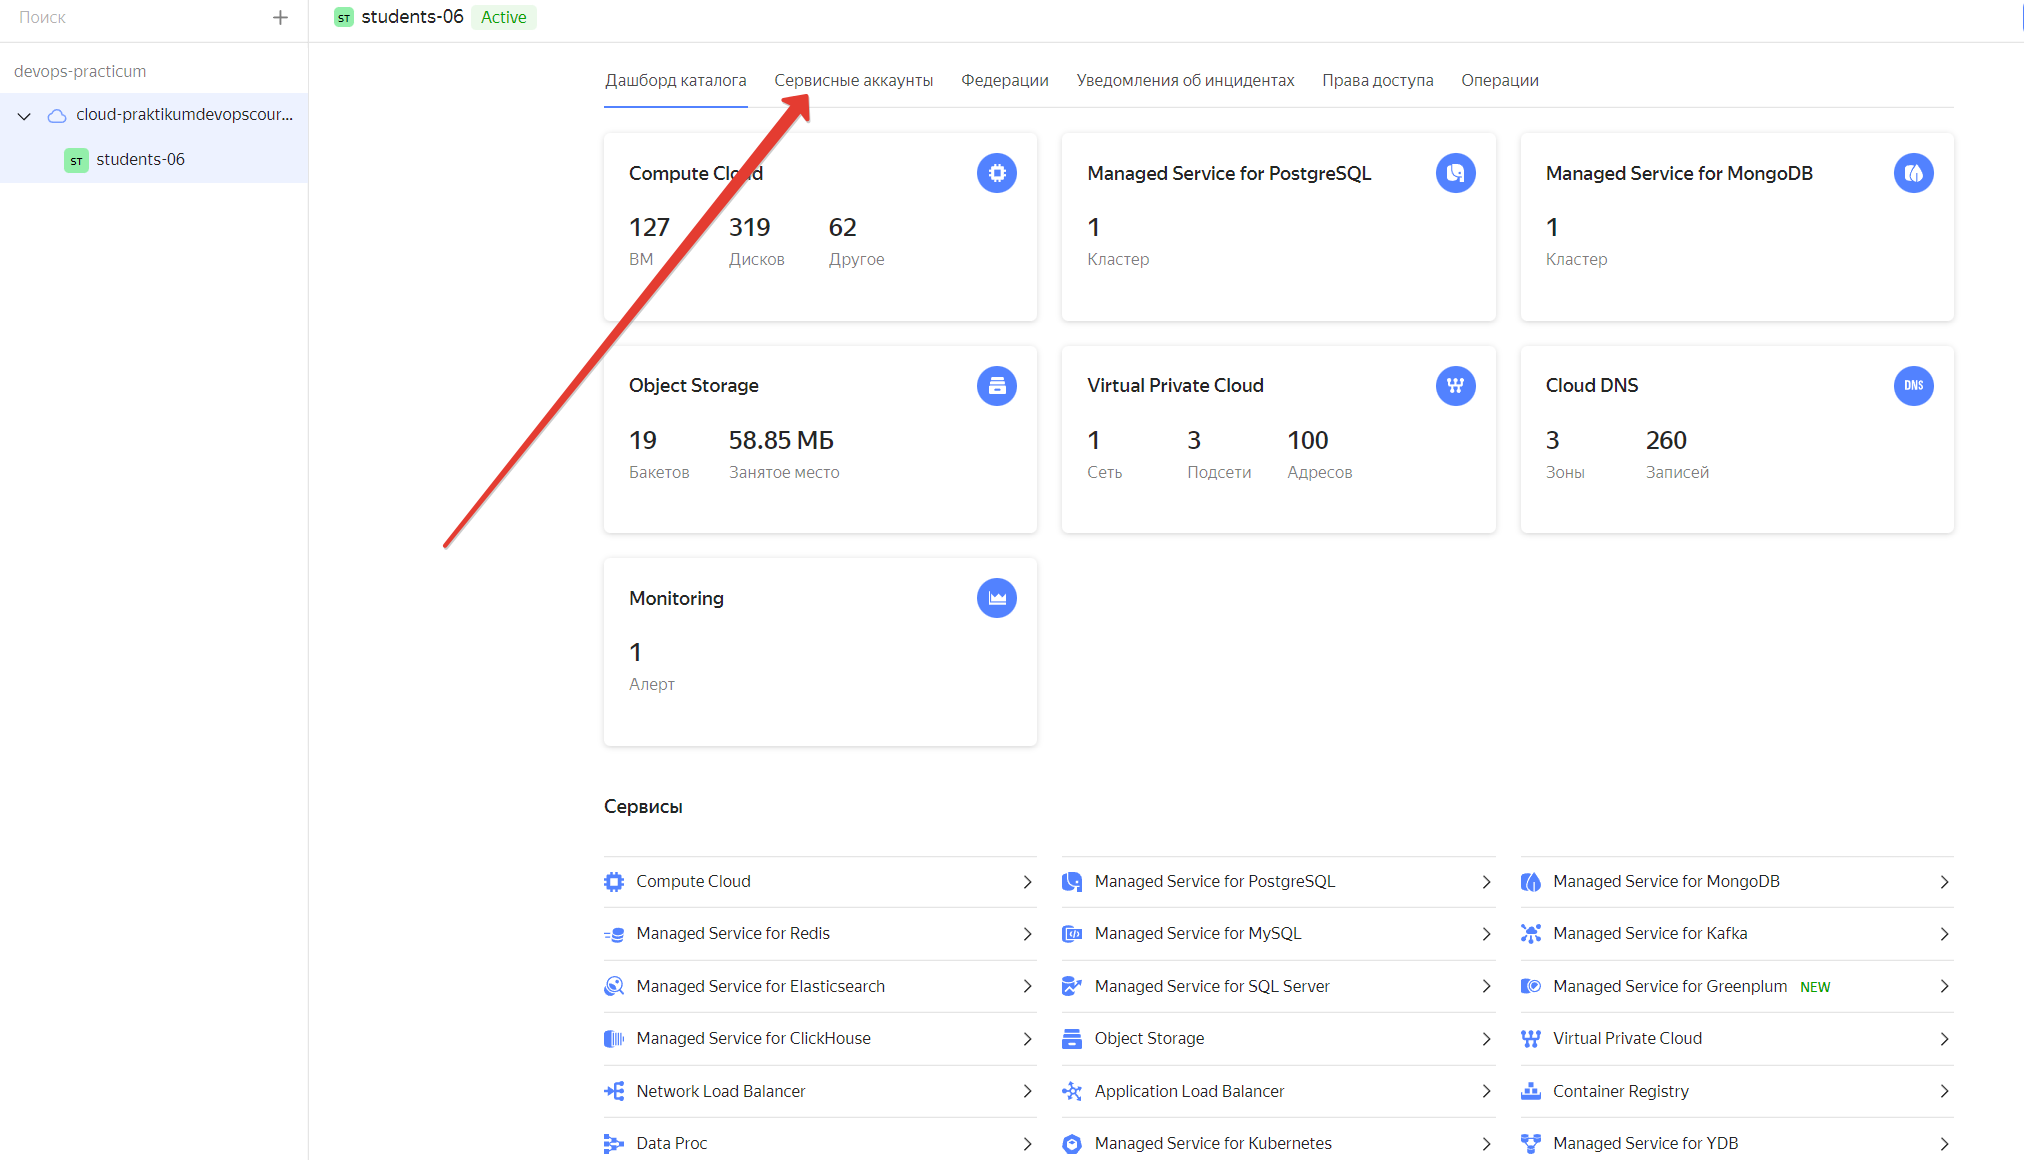 Поиск
ST students-06 Active
devops-practicum
cloud-praktikumdevopscour...
ST students-06
Дашборд каталога Сервисные аккаунты Федерации Уведомления об инцидентах Права доступа Операции
Compute Cloud
127 319 62
ВМ Дисков Другое
Managed Service for PostgreSQL
1
Кластер
Managed Service for MongoDB
1
Кластер
Object Storage
19 58.85 МБ
Бакетов Занятое место
Virtual Private Cloud
1 3 100
Сеть Подсети Адресов
Cloud DNS
DNS
3 260
Зоны Записей
Monitoring
1
Алерт
Сервисы
Compute Cloud Managed Service for PostgreSQL Managed Service for MongoDB
Managed Service for Redis Managed Service for MySQL Managed Service for Kafka
Managed Service for Elasticsearch Managed Service for SQL Server Managed Service for Greenplum NEW
Managed Service for ClickHouse Object Storage Virtual Private Cloud
Network Load Balancer Application Load Balancer Container Registry
Data Proc Managed Service for Kubernetes Managed Service for YDB